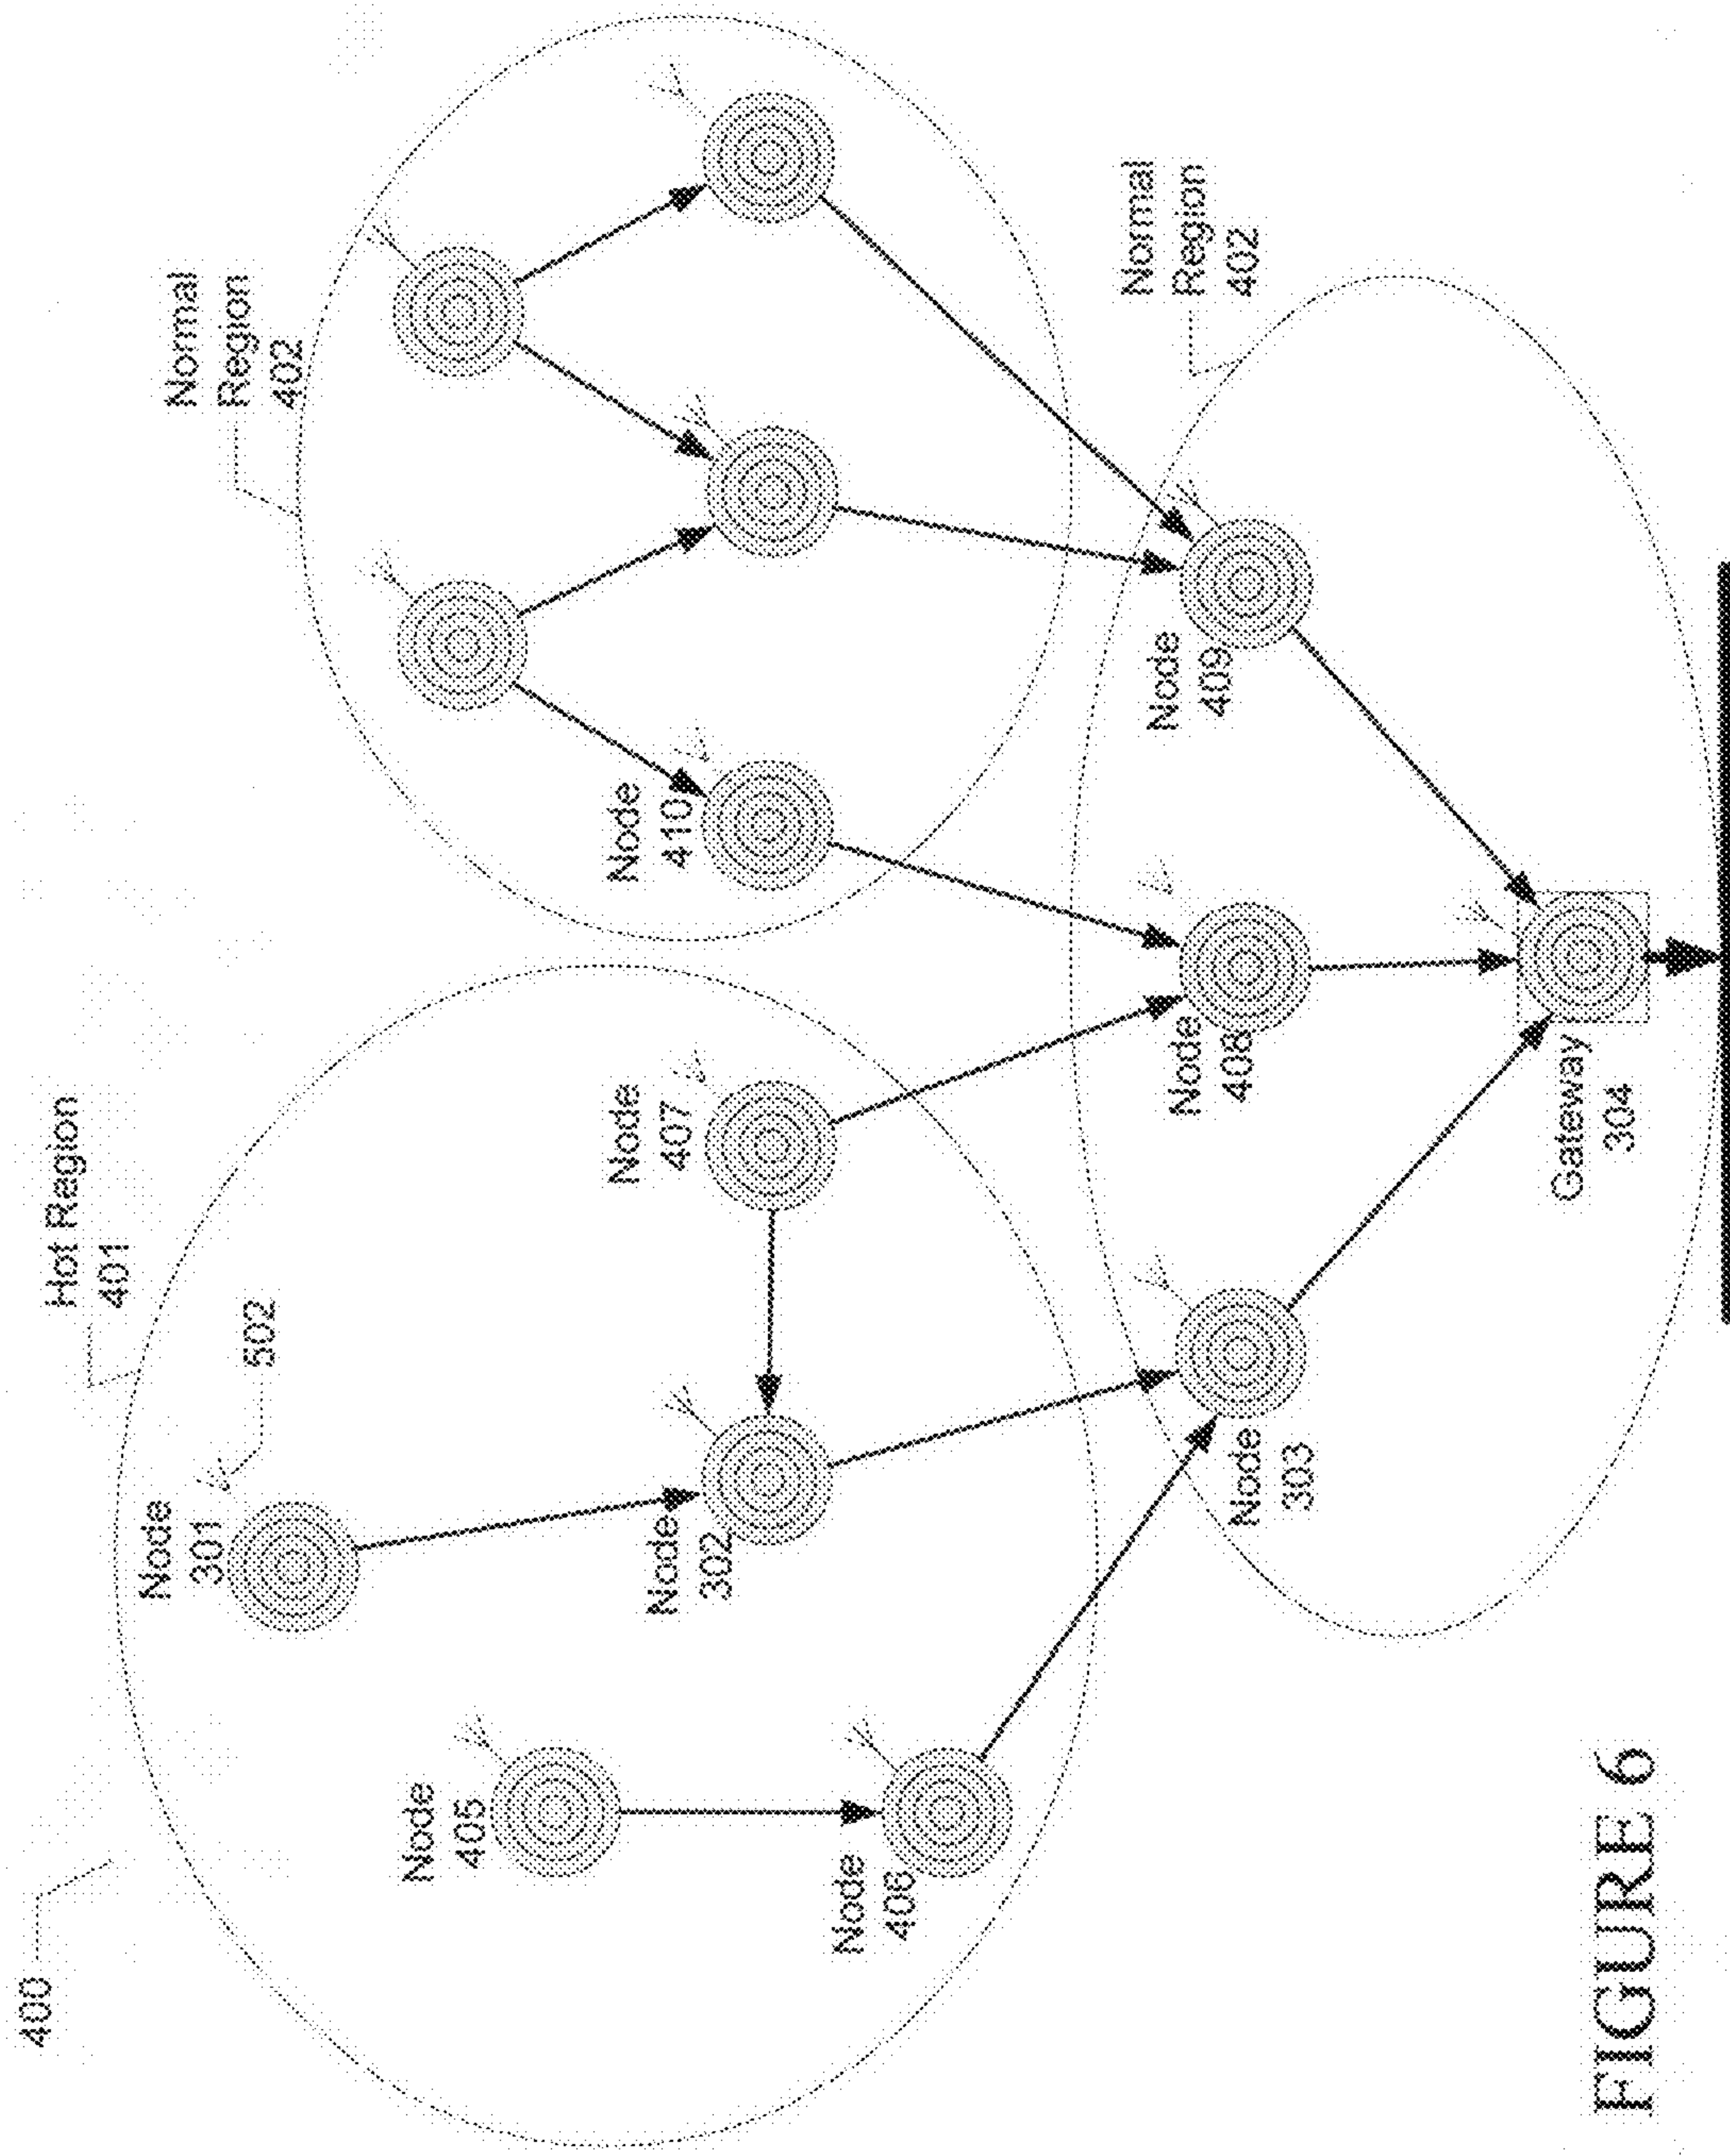 400
Hot Ragion
401
502
Node
301
Node
405
Node
302
Node
406
Node
407
Normal
Region
402
Node
410
Node
303
Node
408
Node
409
Normal
Region
402
Gateway
304
FIGURE 6